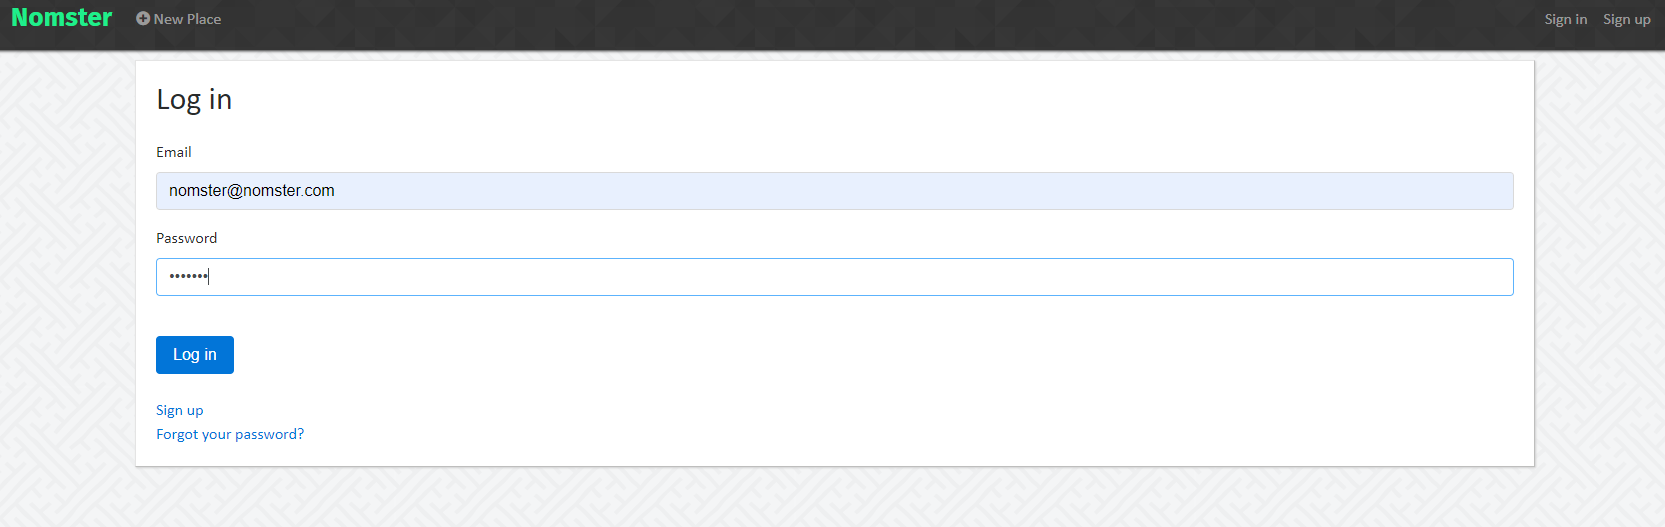 Nomster New Place Sign in Sign up
Log in
Email
nomster@nomster.com
Password
•••••••
Log in
Sign up
Forgot your password?